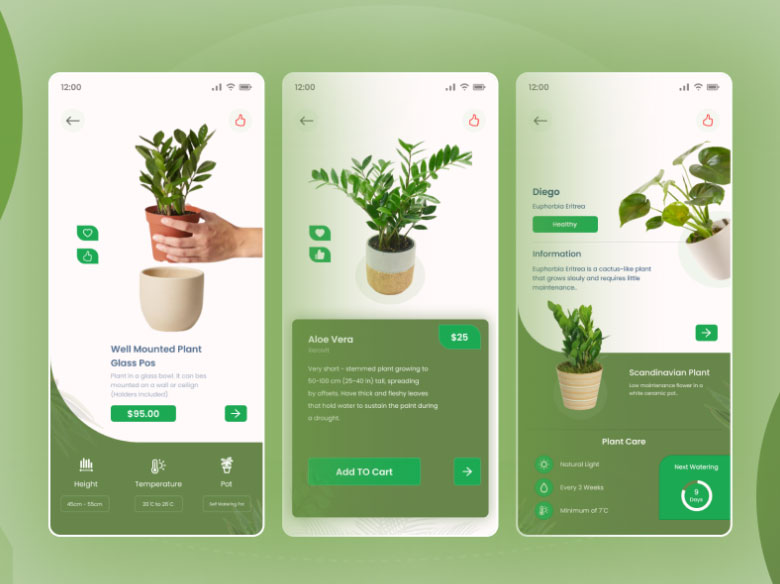 12:00
Well Mounted Plant
Glass Pos
Plant in a glass bowl. It can bes
mounted on a wall or celign
(Holders Included)
$95.00
Height
Temperature
Pot
45cm - 55cm
20˚C to 28˚C
Self Watering Pot
12:00
Aloe Vera
$25
Very short - stemmed plant growing to
50-100 cm (25-40 in) tall, spreading
by offsets. Have thick and fleshy leaves
that hold water to sustain the paint during
a drought.
Add TO Cart
12:00
Diego
Euphorbia Eritrea
Healthy
Information
Euphorbia Eritrea is a cactus-like plant
that grows slouly and requires little
maintenance..
Scandinavian Plant
Low maintenance flower in a
white ceramic pot..
Plant Care
Natural Light
Every 3 Weeks
Minimum of 7˚C
Next Watering
9
Days